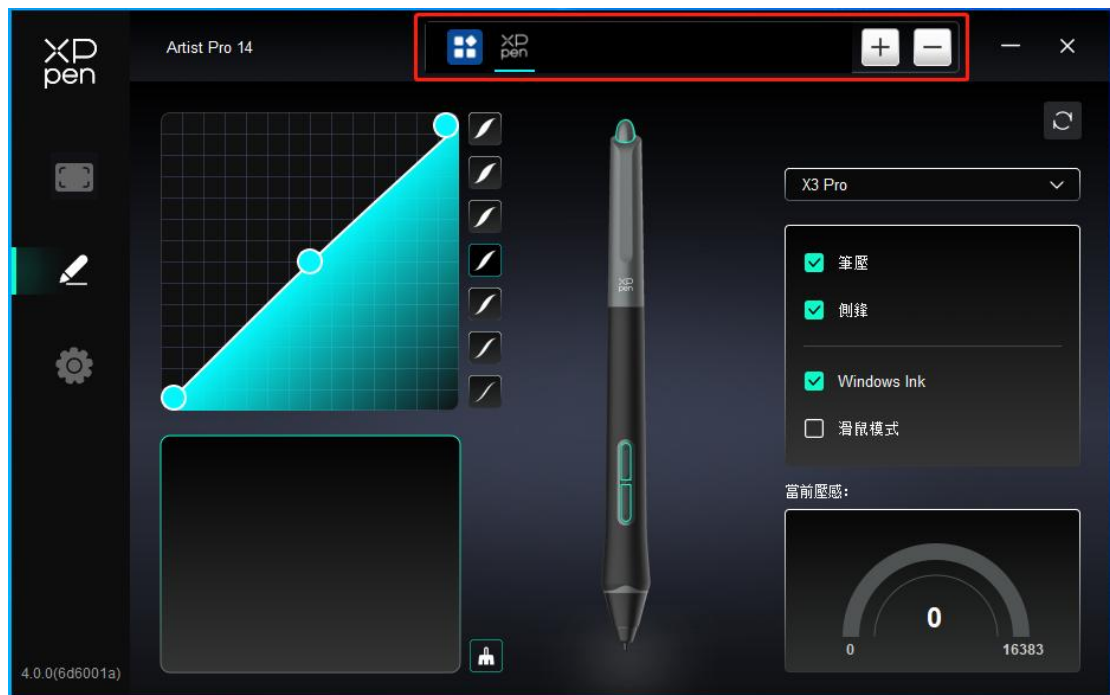 XP
pen
Artist Pro 14
XP
pen
X3 Pro
筆壓
側鋒
XP
pen
Windows Ink
滑鼠模式
當前壓感：
0
0
16383
4.0.0(6d6001a)